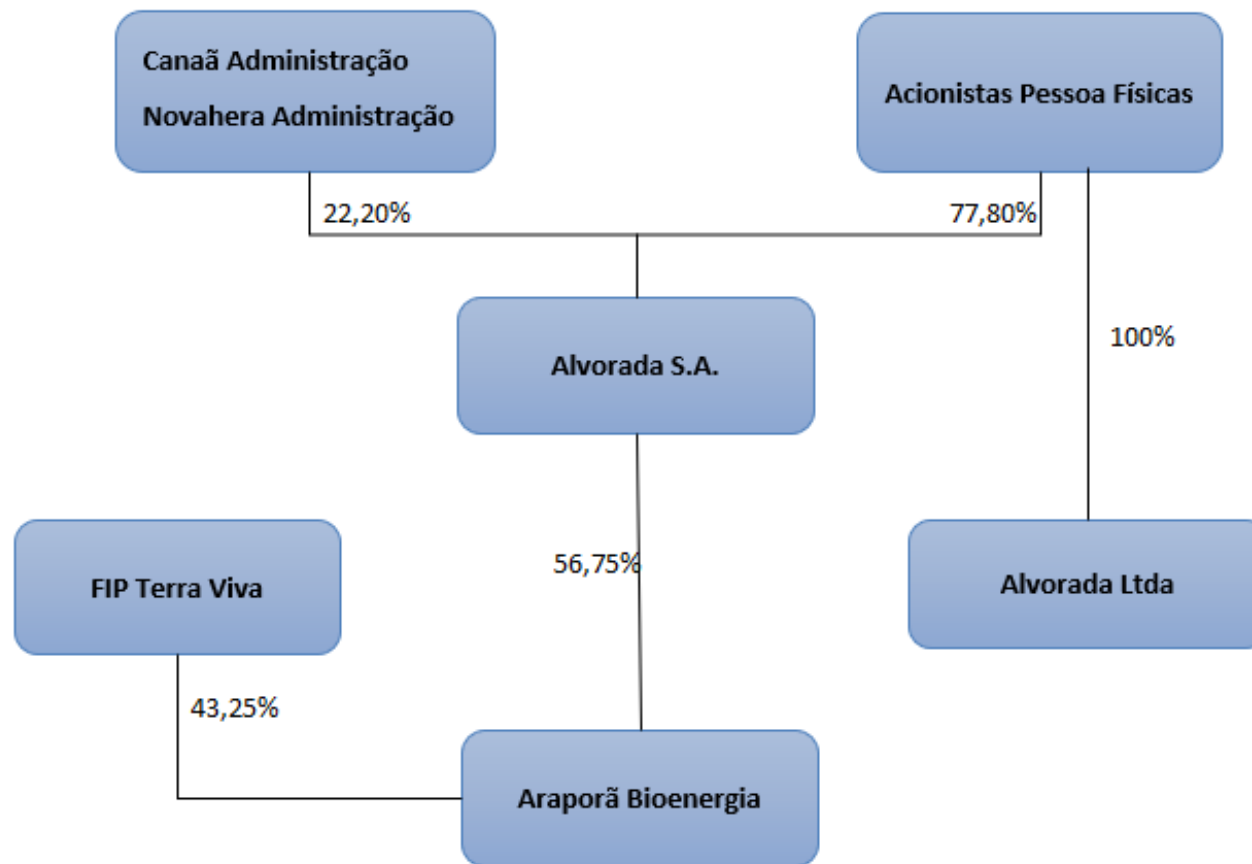 Canaã Administração
Novahera Administração
Acionistas Pessoa Físicas
22,20%
77,80%
Alvorada S.A.
100%
56,75%
FIP Terra Viva
Alvorada Ltda
43,25%
Araporã Bioenergia